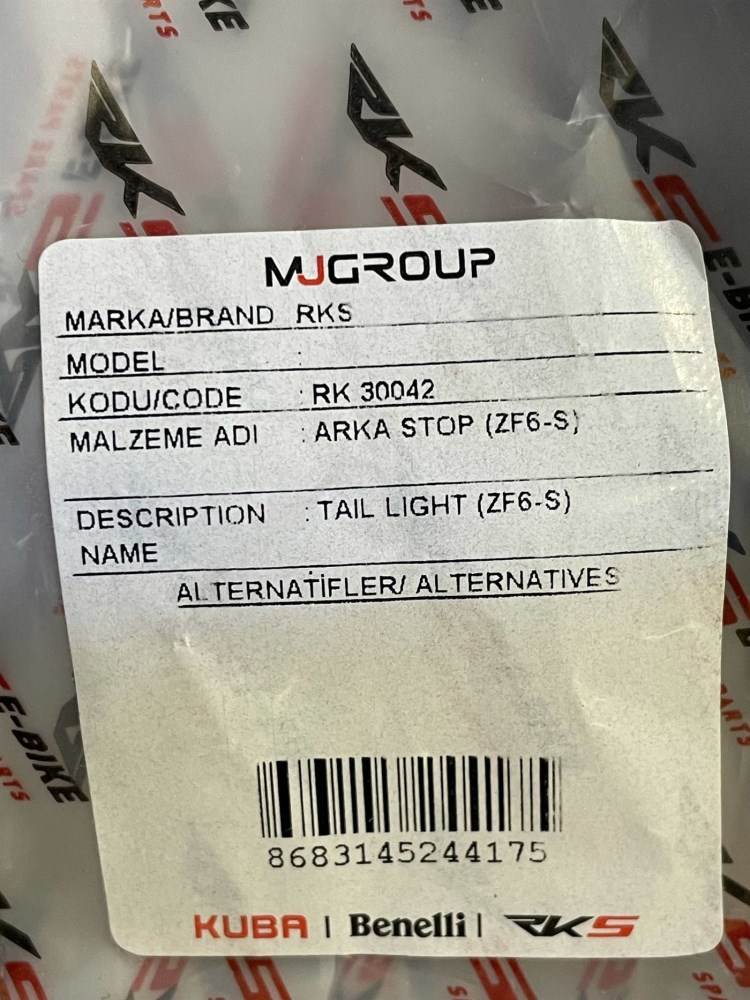 MJGROUP
MARKA/BRAND RKS
MODEL :
KODU/CODE : RK 30042
MALZEME ADI : ARKA STOP (ZF6-S)
DESCRIPTION : TAIL LIGHT (ZF6-S)
NAME
ALTERNATİFLER/ ALTERNATIVES
8683145244175
KUBA | Benelli | RKS
E-BIKE